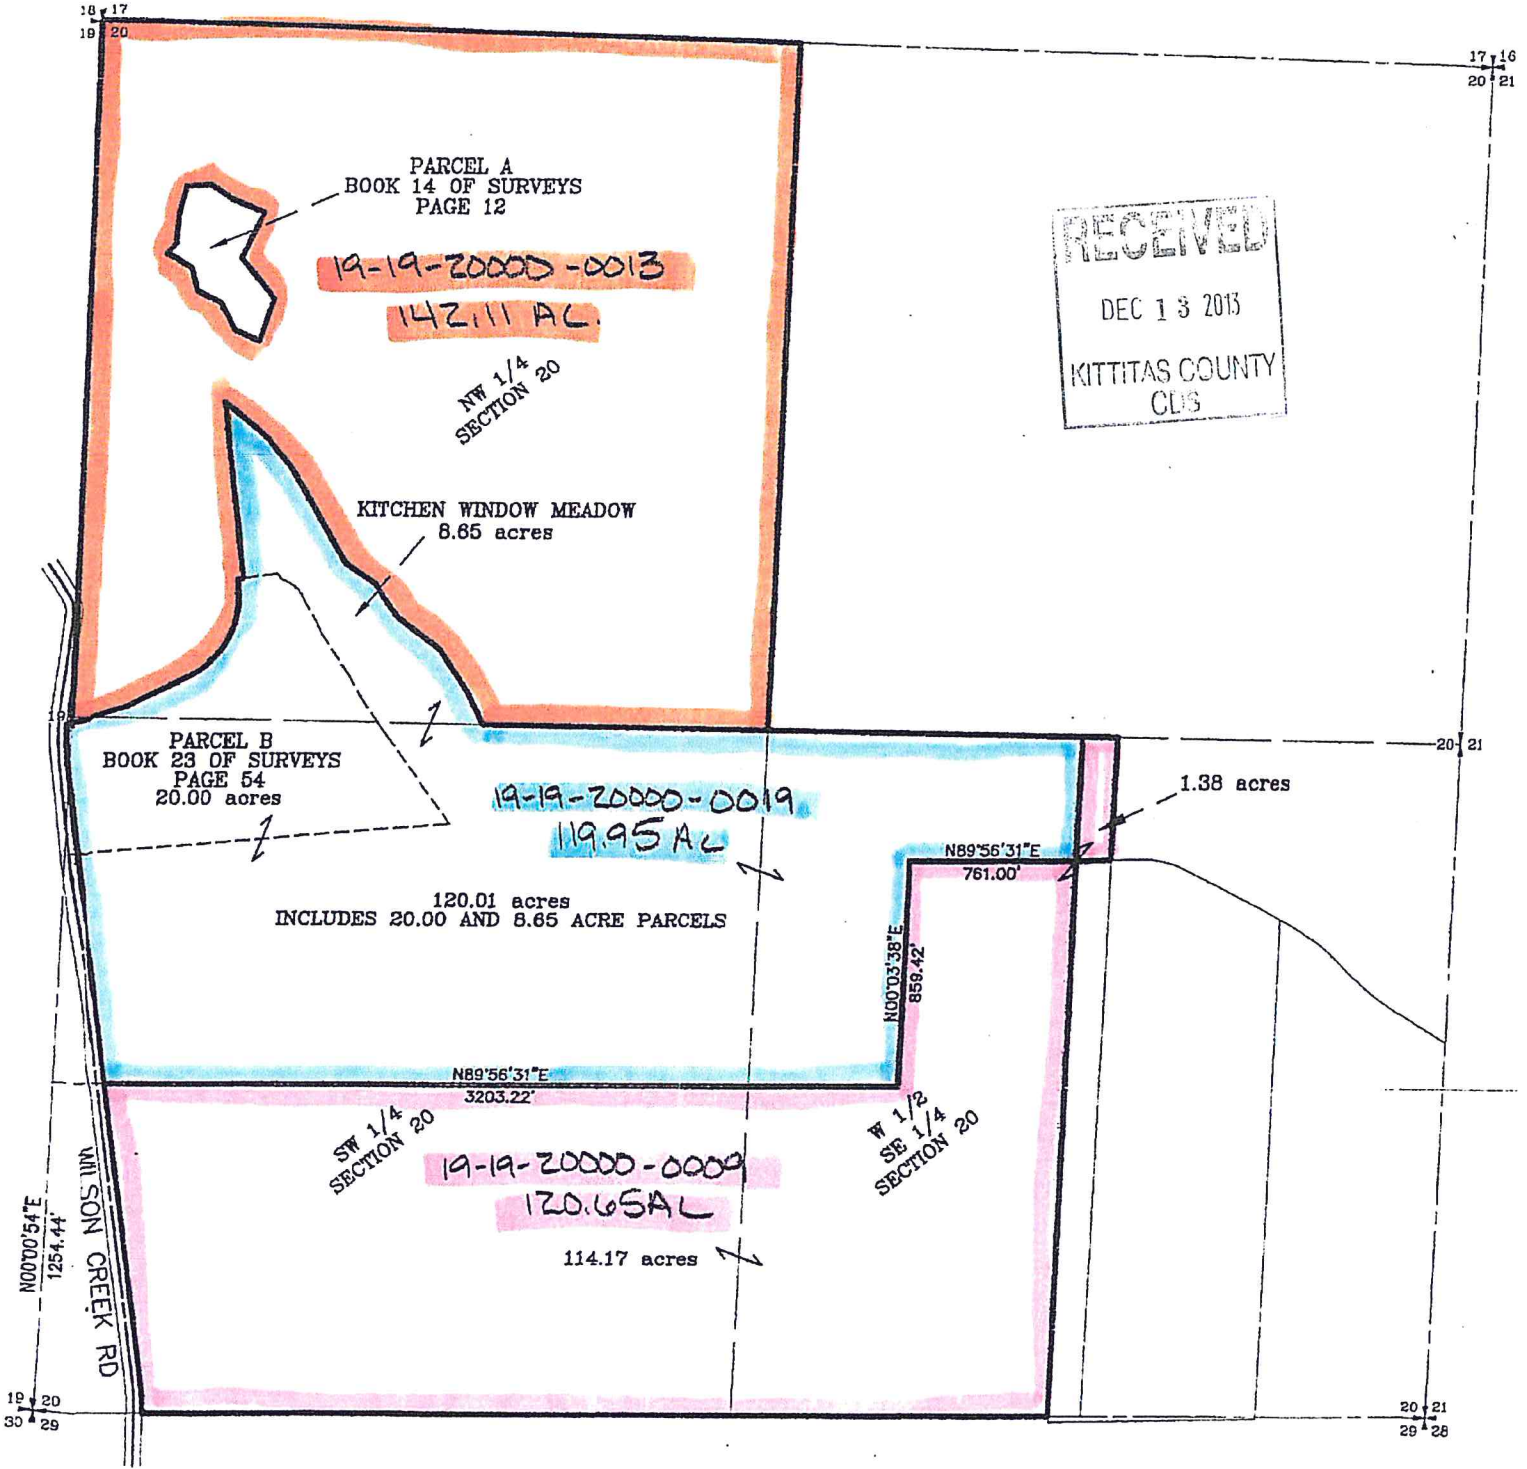 18 17
19 20
17 16
20 21
PARCEL A
BOOK 14 OF SURVEYS
PAGE 12
RECEIVED
DEC 13 2013
KITTITAS COUNTY
CDS
19-19-20000-0013
142.11 AC.
NW 1/4
SECTION 20
KITCHEN WINDOW MEADOW
8.65 acres
19
20 21
PARCEL B
BOOK 23 OF SURVEYS
PAGE 54
20.00 acres
19-19-20000-0019
119.95 AC
1.38 acres
N89°56'31"E
761.00'
120.01 acres
INCLUDES 20.00 AND 8.65 ACRE PARCELS
N00°03'38"E
859.42'
N89°56'31"E
3203.22'
SW 1/4
SECTION 20
W 1/2
SE 1/4
SECTION 20
19-19-20000-0009
120.65 AC
114.17 acres
N00°00'54"E
1254.44'
WILSON CREEK RD
19 20
30 29
20 21
29 28